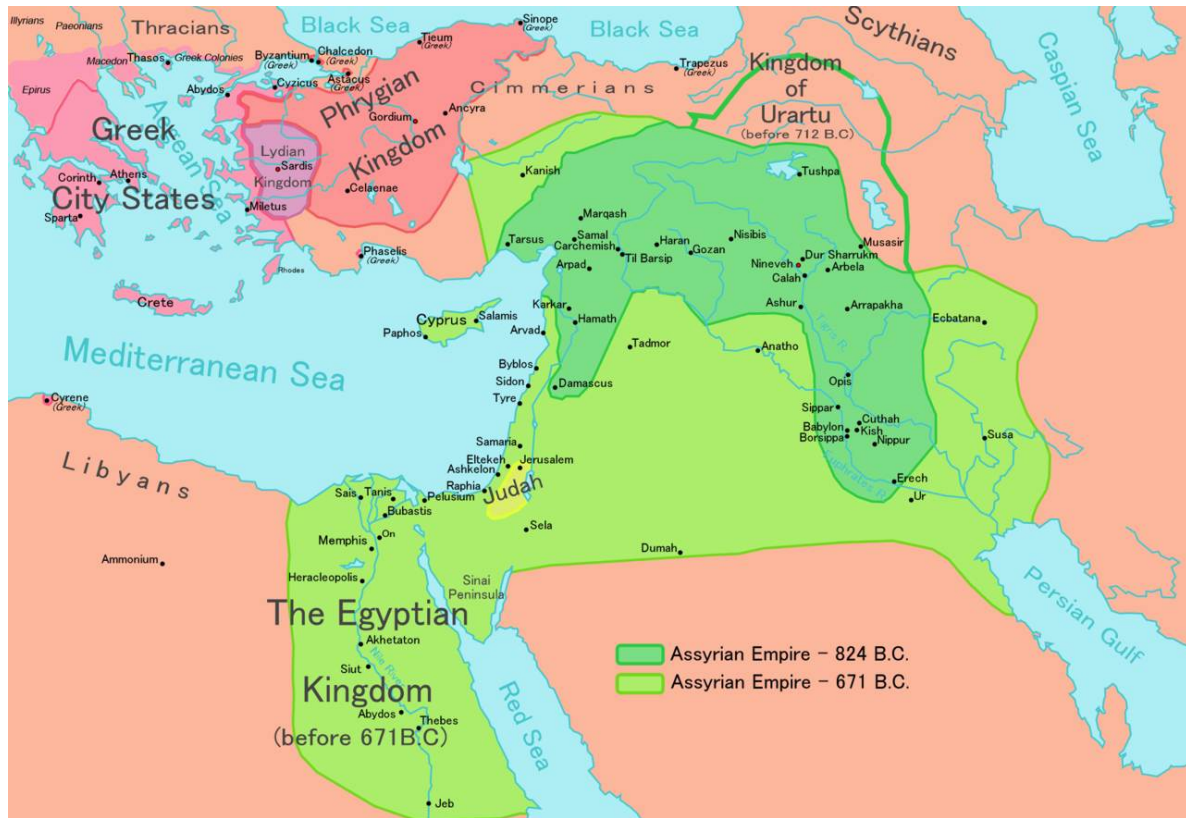 Illyrians
Paeonians
Thracians
Black Sea
Sinope
(Greek)
Black Sea
Scythians
Caspian Sea
Tieum
(Greek)
Macedon
Thasos
Greek Colonies
Byzantium
(Greek)
Chalcedon
(Greek)
Astacus
(Greek)
Trapezus
(Greek)
Kingdom
of
Urartu
(before 712 B.C)
Epirus
Abydos
Cyzicus
Phrygian
Kingdom
Cimmerians
Gordium
Ancyra
Aegean Sea
Greek
City States
Lydian
Sardis
Kingdom
Celaenae
Kanish
Tushpa
Corinth
Athens
Sparta
Miletus
Marqash
Tarsus
Samal
Carchemish
Til Barsip
Haran
Gozan
Nisibis
Musasir
Nineveh
Dur Sharrukm
Calah
Arbela
Phaselis
(Greek)
Rhodes
Arpad
Crete
Cyprus
Salamis
Paphos
Karkar
Hamath
Arvad
Ashur
Arrapakha
Ecbatana
Tigris R.
Mediterranean Sea
Tadmor
Anatho
Byblos
Sidon
Tyre
Damascus
Opis
Cyrene
(Greek)
Sippar
Cuthah
Babylon
Kish
Borsippa
Nippur
Susa
Samaria
Eltekeh
Jerusalem
Ashkelon
Raphia
Judah
Euphrates R.
Erech
Ur
Libyans
Sais
Tanis
Pelusium
Bubastis
Sela
On
Memphis
Dumah
Ammonium
Heracleopolis
Sinai
Peninsula
Persian Gulf
The Egyptian
Kingdom
(before 671B.C)
Akhetaton
Siut
Nile River
Abydos
Thebes
Red Sea
Jeb
Assyrian Empire - 824 B.C.
Assyrian Empire - 671 B.C.